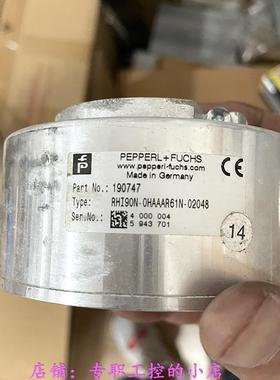 PEPPERL+FUCHS
www.pepperl-fuchs.com
Made in Germany
CE
Part No.: 190747
Type: RHI90N-0HAAAR61N-02048
Ser.No.: 4 000 004
5 943 701
14
店铺：专职工控的小店